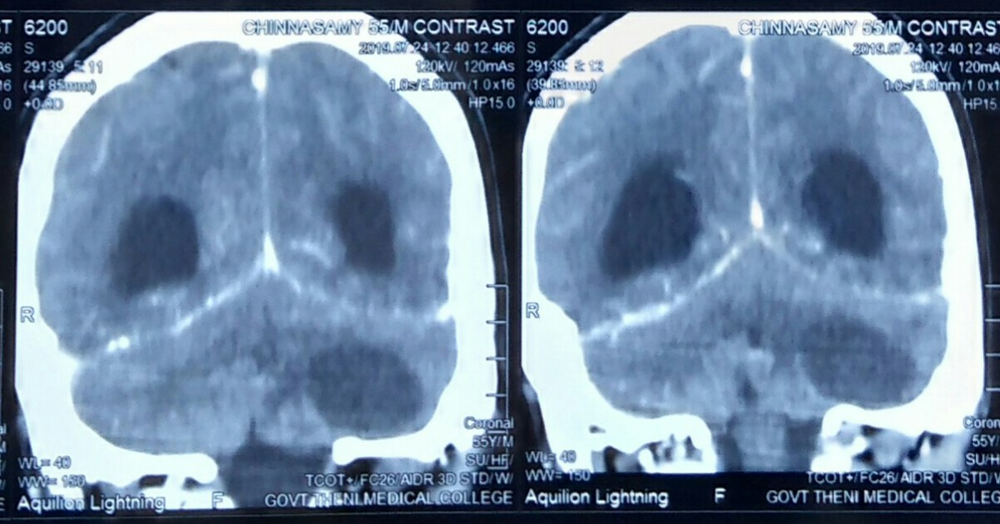 T
66
As
16
.0
6200
CHINNASAMY 55/M CONTRAST
S
2019.07.24 12:40 12.466
29139
5 11
120kV/ 120mAs
(44.85mm)
1.0s/5.0mm/1.0x16
+0.0D
HP15.0
R
Coronal
55Y/M
SU/HF/
WL= 40
WW= 150
TCOT+/FC26/AIDR 3D STD/W/
Aquilion Lightning
F
GOVT THENI MEDICAL COLLEGE
6200
CHINNASAMY 55/M CONTRAST
S
2019.07.24 12:40 12.46
5 12
120kV/ 120mA
(39.85mm)
1.0s/5.0mm/1.0x1
+0.0D
HP15
R
Coron
55Y/
SU/H
WL= 40
WW= 150
TCOT+/FC26/AIDR 3D STD/W
Aquilion Lightning
F
GOVT THENI MEDICAL COLLEG